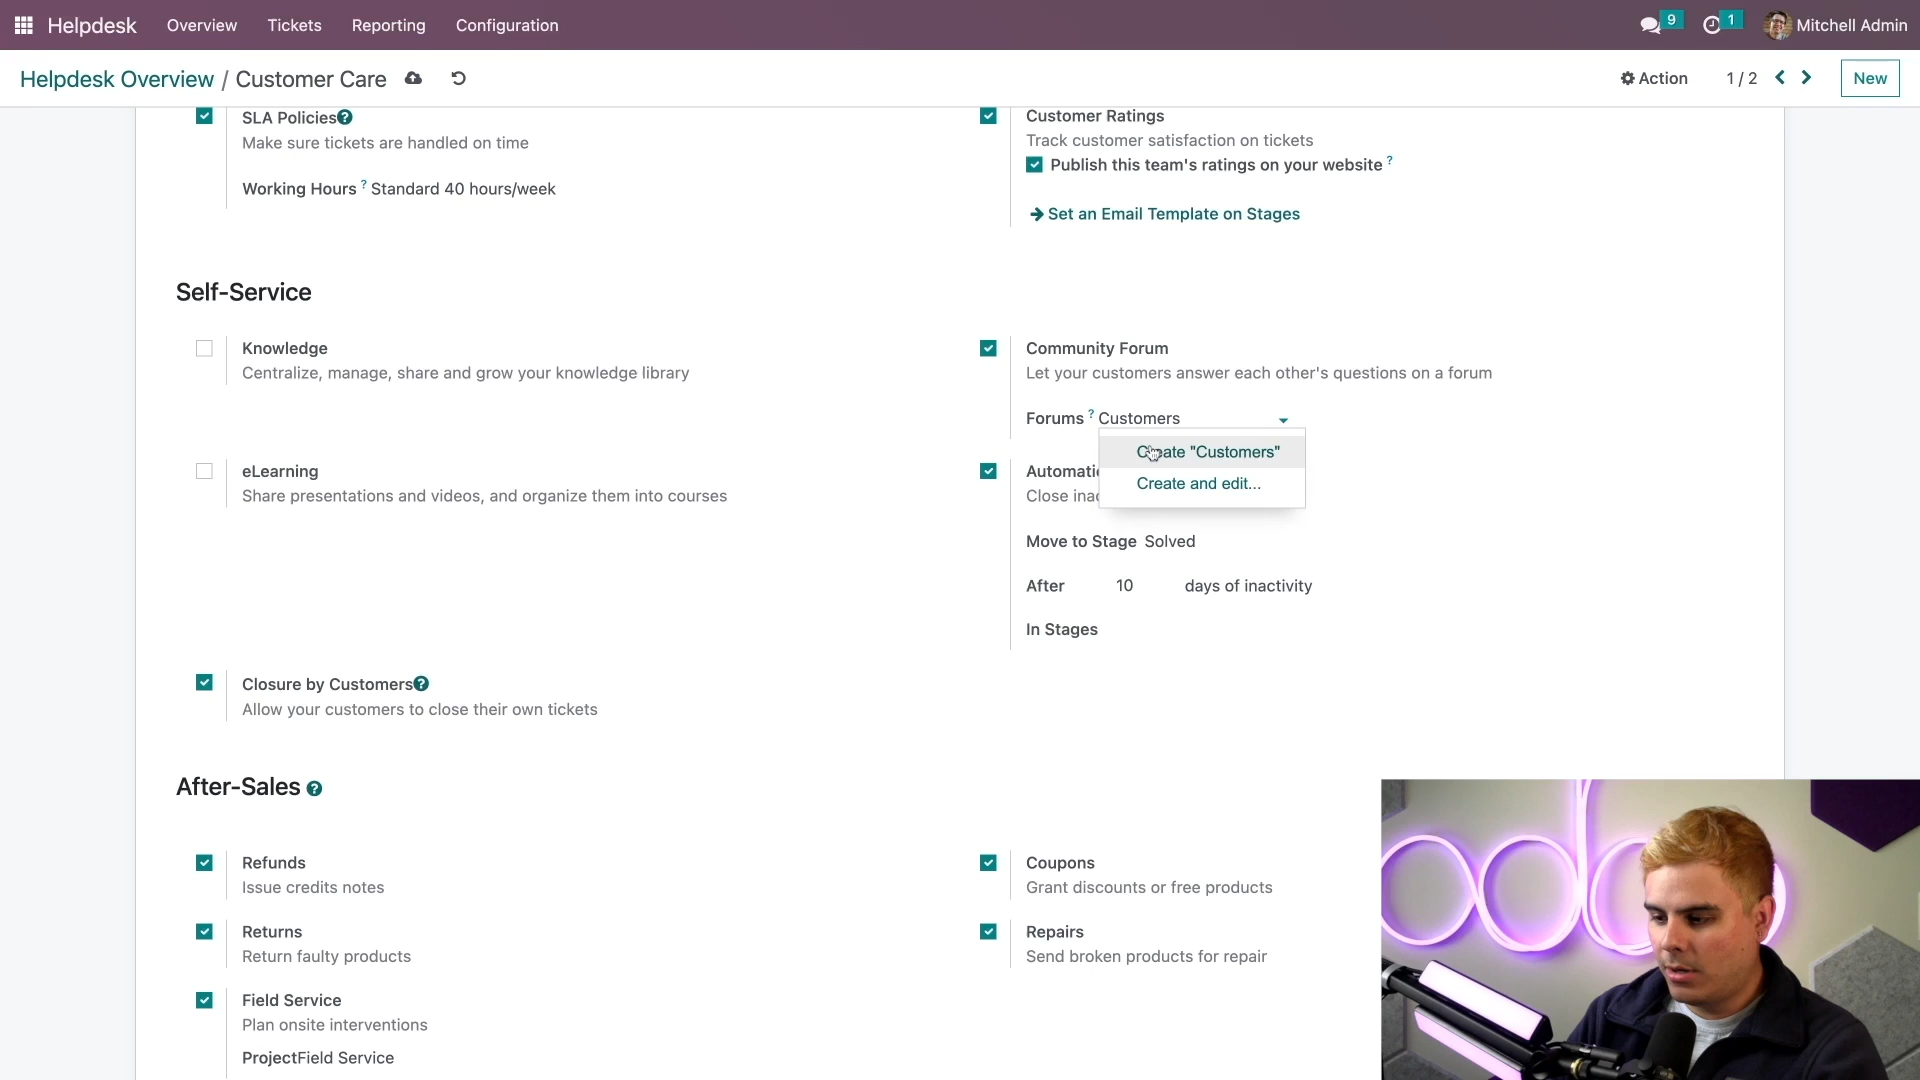 Helpdesk Overview Tickets Reporting Configuration 9 1 Mitchell Admin
Helpdesk Overview / Customer Care Action 1 / 2 New
SLA Policies
Make sure tickets are handled on time
Working Hours ? Standard 40 hours/week
Customer Ratings
Track customer satisfaction on tickets
Publish this team's ratings on your website ?
Set an Email Template on Stages
Self-Service
Knowledge
Centralize, manage, share and grow your knowledge library
Community Forum
Let your customers answer each other's questions on a forum
Forums ? Customers
Create "Customers"
Create and edit...
eLearning
Share presentations and videos, and organize them into courses
Move to Stage Solved
After 10 days of inactivity
In Stages
Closure by Customers
Allow your customers to close their own tickets
After-Sales
Refunds
Issue credits notes
Coupons
Grant discounts or free products
Returns
Return faulty products
Repairs
Send broken products for repair
Field Service
Plan onsite interventions
ProjectField Service
odoo